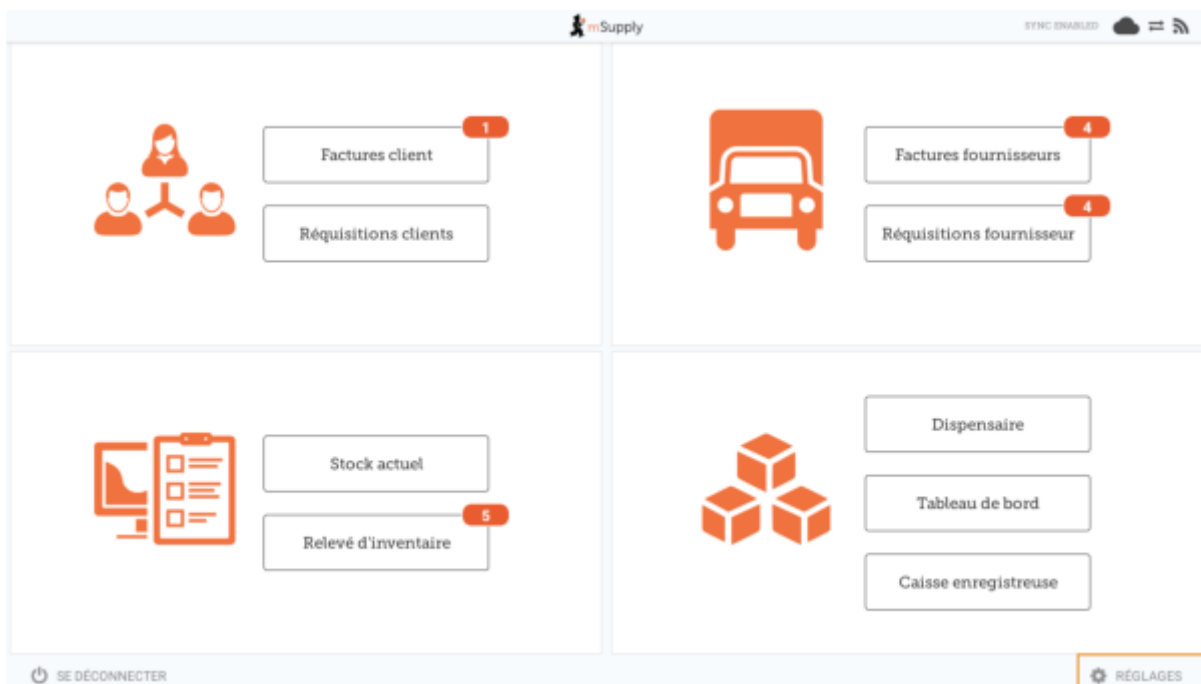 mSupply
SYNC ENABLED
1
Factures client
Réquisitions clients
4
Factures fournisseurs
4
Réquisitions fournisseur
Stock actuel
5
Relevé d'inventaire
Dispensaire
Tableau de bord
Caisse enregistreuse
SE DÉCONNECTER
RÉGLAGES